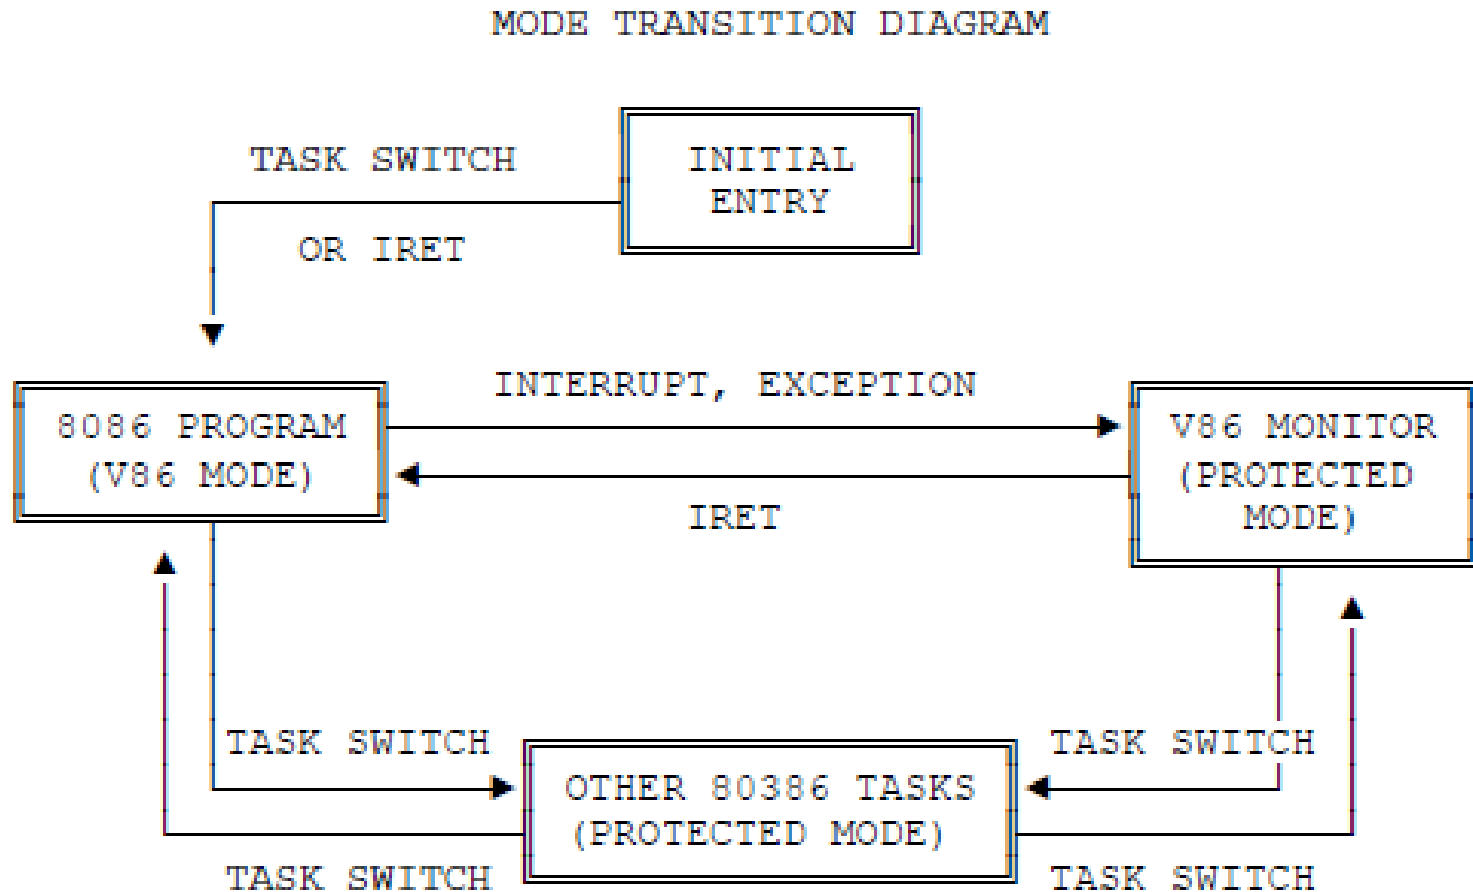 MODE TRANSITION DIAGRAM
TASK SWITCH
OR IRET
INITIAL
ENTRY
8086 PROGRAM
(V86 MODE)
INTERRUPT, EXCEPTION
IRET
V86 MONITOR
(PROTECTED
MODE)
TASK SWITCH
TASK SWITCH
OTHER 80386 TASKS
(PROTECTED MODE)
TASK SWITCH
TASK SWITCH